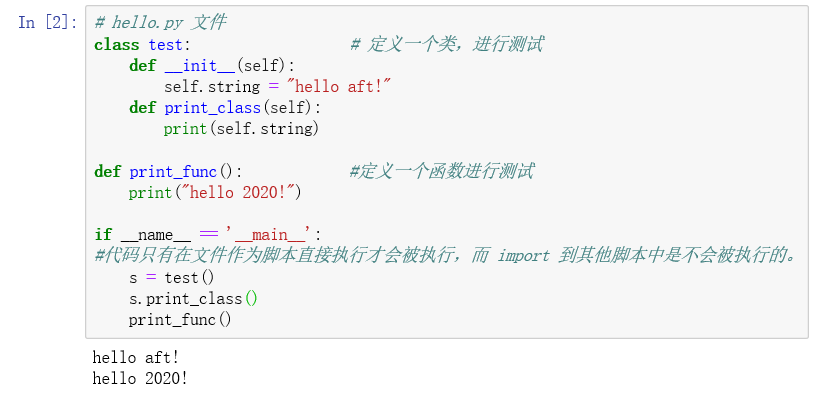 In [2]: # hello.py 文件
class test: # 定义一个类，进行测试
def __init__(self):
self.string = "hello aft!"
def print_class(self):
print(self.string)
def print_func(): #定义一个函数进行测试
print("hello 2020!")
if __name__ == '__main__':
#代码只有在文件作为脚本直接执行才会被执行，而 import 到其他脚本中是不会被执行的。
s = test()
s.print_class()
print_func()
hello aft!
hello 2020!